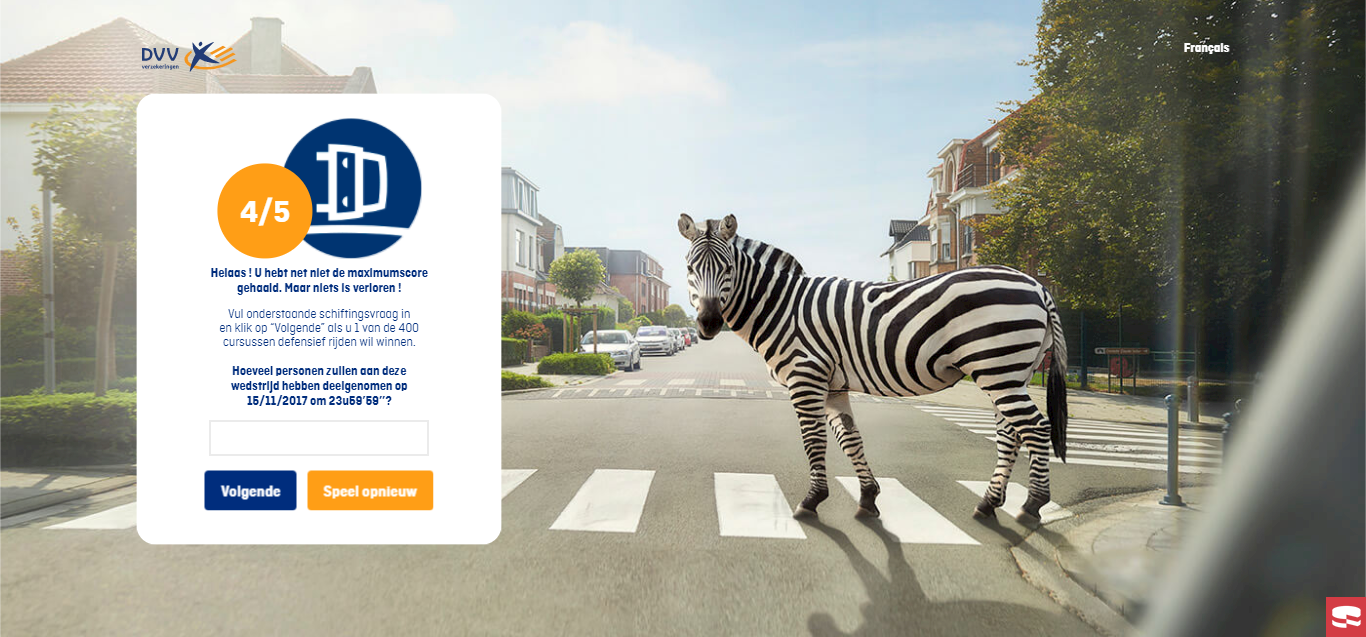 DVV
verzekeringen
Français
4/5
Helaas ! U hebt net niet de maximumscore
gehaald. Maar niets is verloren !
Vul onderstaande schiftingsvraag in
en klik op “Volgende” als u 1 van de 400
cursussen defensief rijden wil winnen.
Hoeveel personen zullen aan deze
wedstrijd hebben deelgenomen op
15/11/2017 om 23u59’59’’?
Volgende
Speel opnieuw